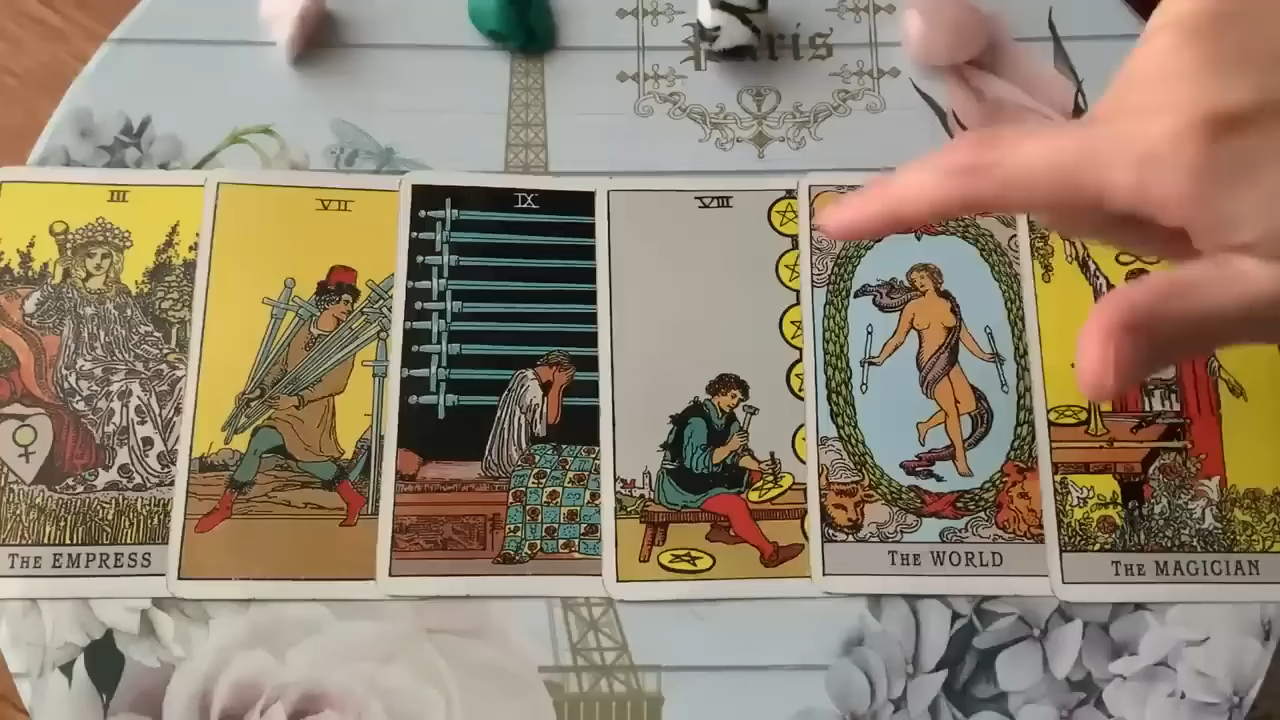 Paris
III
VII
IX
VIII
THE EMPRESS
THE WORLD
THE MAGICIAN